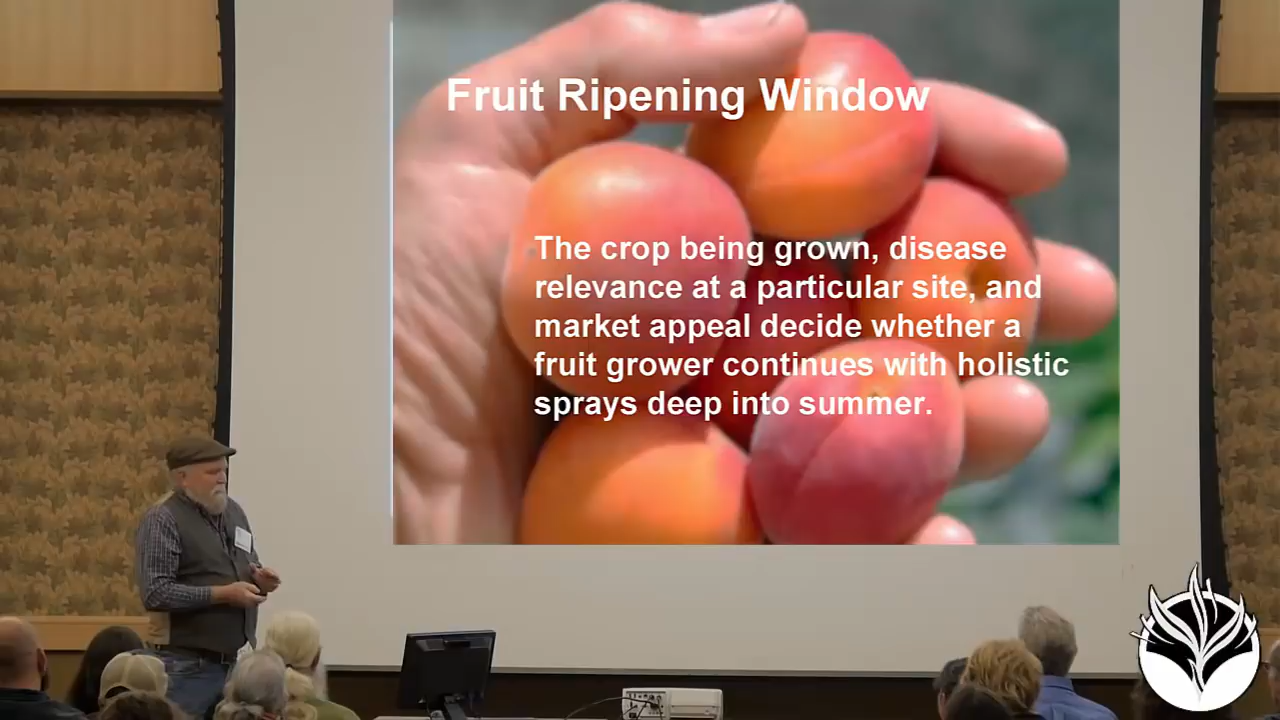 Fruit Ripening Window
The crop being grown, disease
relevance at a particular site, and
market appeal decide whether a
fruit grower continues with holistic
sprays deep into summer.